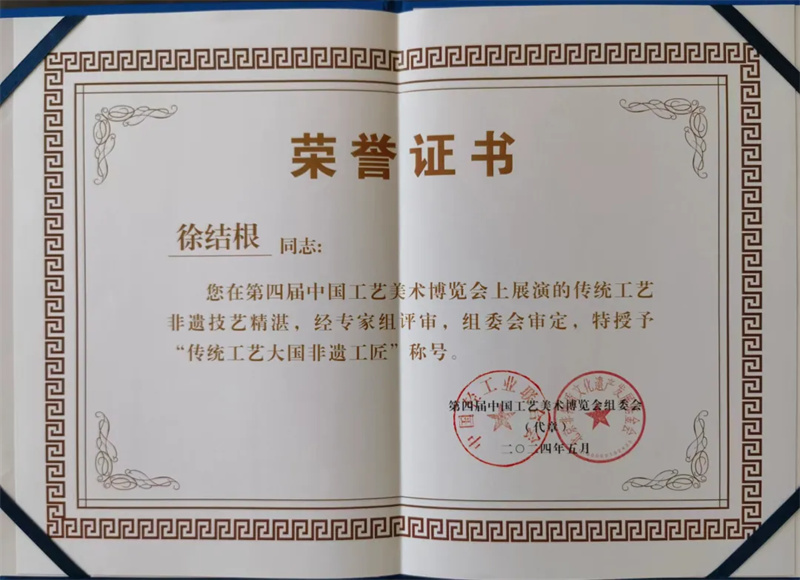 荣誉证书
徐结根 同志:
您在第四届中国工艺美术博览会上展演的传统工艺
非遗技艺精湛，经专家组评审，组委会审定，特授予
“传统工艺大国非遗工匠”称号。
第四届中国工艺美术博览会组委会
(代章)
二〇二四年五月